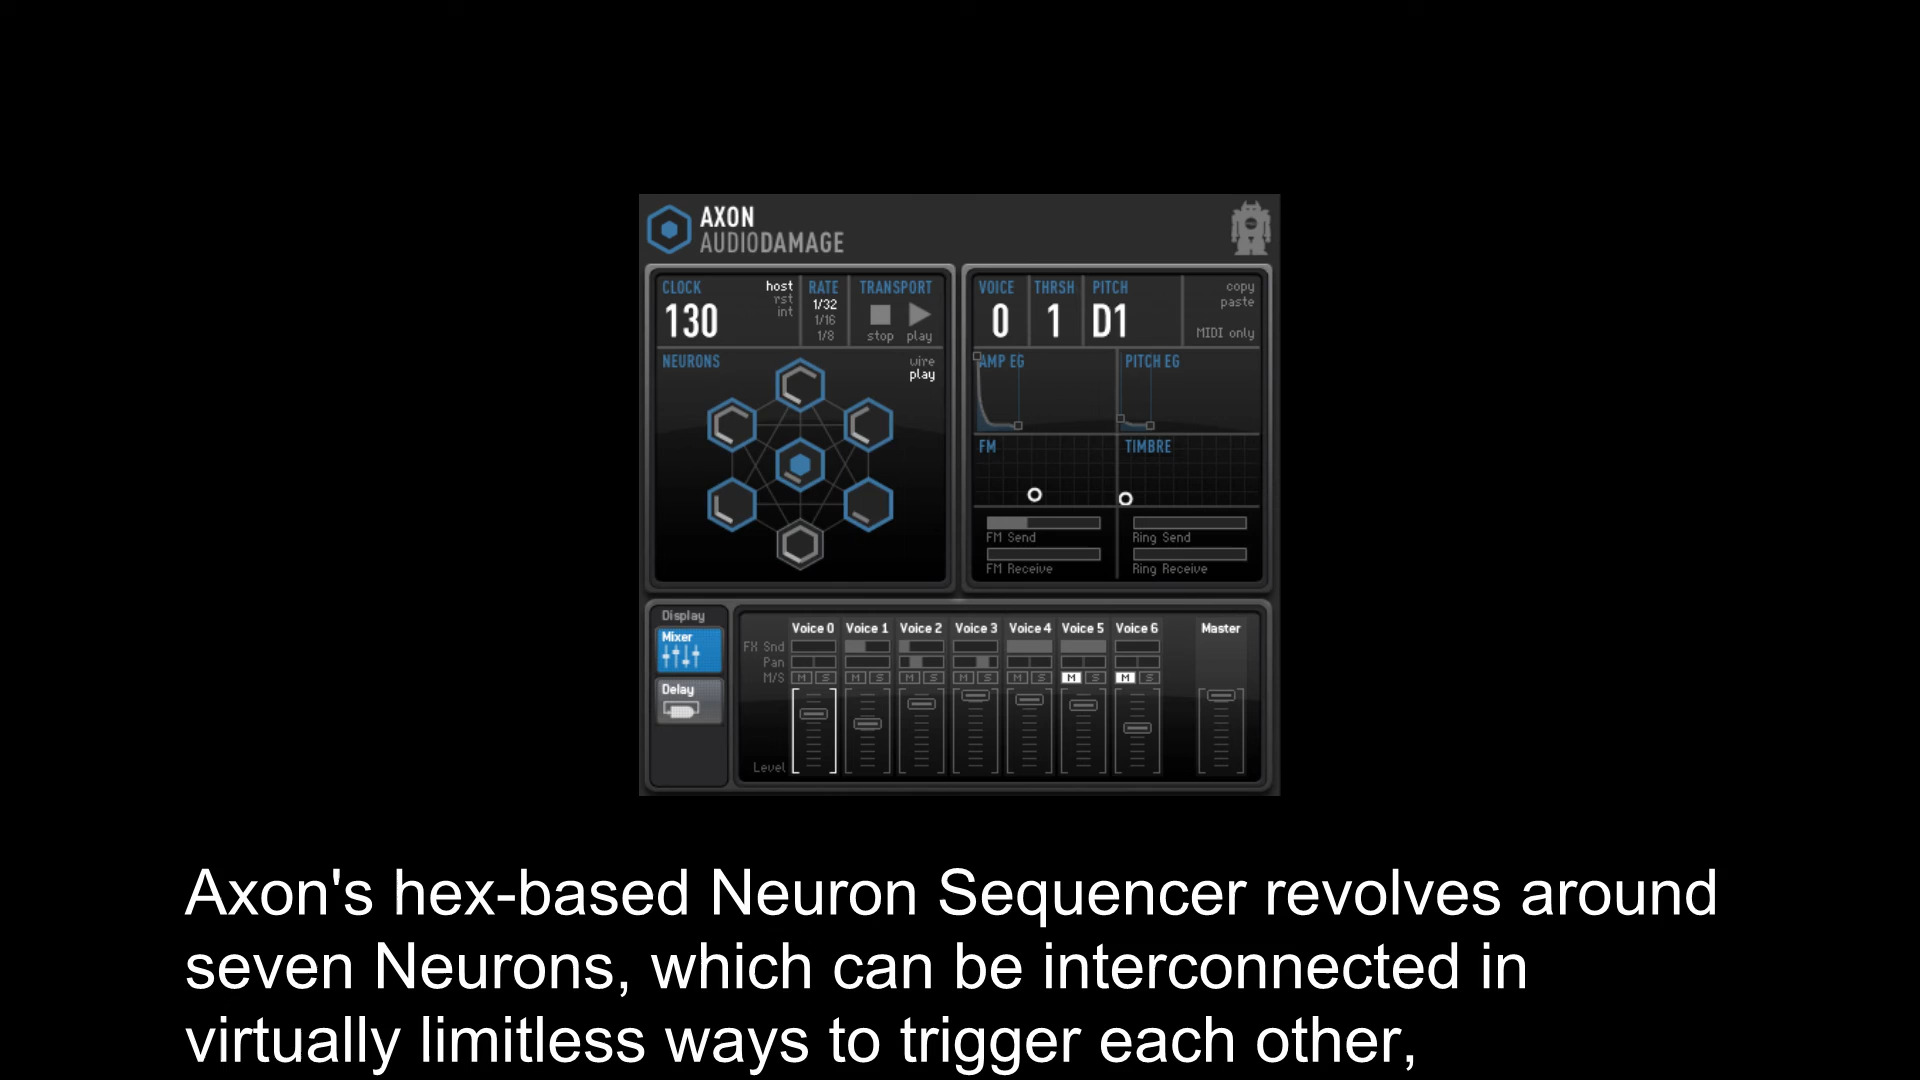 AXON
AUDIODAMAGE
CLOCK
130
host
rst
int
RATE
1/32
1/16
1/8
TRANSPORT
stop
play
NEURONS
wire
play
VOICE
0
THRSH
1
PITCH
D1
copy
paste
MIDI only
AMP EG
PITCH EG
FM
TIMBRE
FM Send
Ring Send
FM Receive
Ring Receive
Display
Mixer
Delay
Voice 0 Voice 1 Voice 2 Voice 3 Voice 4 Voice 5 Voice 6 Master
FX Snd
Pan
M/S M S M S M S M S M S M S M S
Level
Axon's hex-based Neuron Sequencer revolves around
seven Neurons, which can be interconnected in
virtually limitless ways to trigger each other,